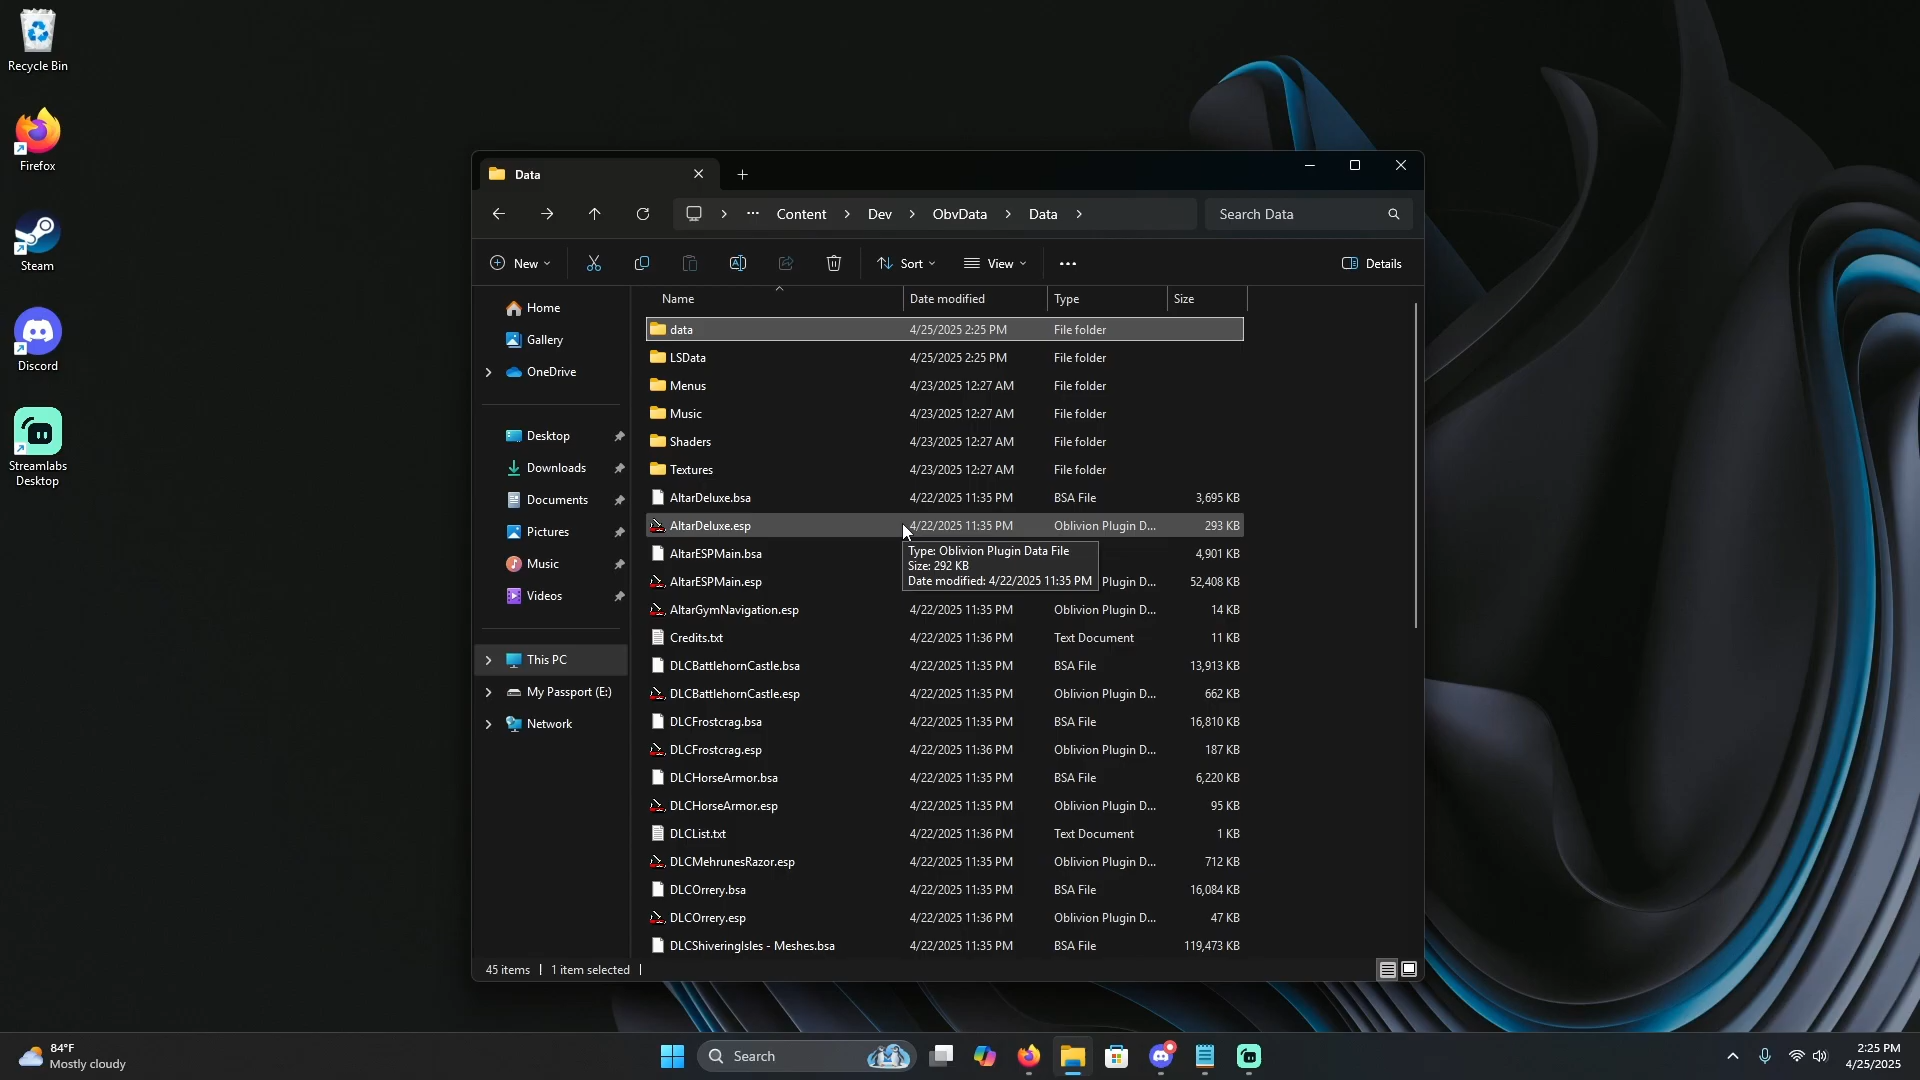 Recycle Bin
Firefox
Steam
Discord
Streamlabs
Desktop
Data
Content
Dev
ObvData
Data
Search Data
New
Sort
View
Details
Home
Gallery
OneDrive
Desktop
Downloads
Documents
Pictures
Music
Videos
This PC
My Passport (E:)
Network
Name Date modified Type Size
data 4/25/2025 2:25 PM File folder
LSData 4/25/2025 2:25 PM File folder
Menus 4/23/2025 12:27 AM File folder
Music 4/23/2025 12:27 AM File folder
Shaders 4/23/2025 12:27 AM File folder
Textures 4/23/2025 12:27 AM File folder
AltarDeluxe.bsa 4/22/2025 11:35 PM BSA File 3,695 KB
AltarDeluxe.esp 4/22/2025 11:35 PM Oblivion Plugin D... 293 KB
AltarESPMain.bsa 4,901 KB
AltarESPMain.esp Plugin D... 52,408 KB
Type: Oblivion Plugin Data File
Size: 292 KB
Date modified: 4/22/2025 11:35 PM
AltarGymNavigation.esp 4/22/2025 11:35 PM Oblivion Plugin D... 14 KB
Credits.txt 4/22/2025 11:36 PM Text Document 11 KB
DLCBattlehornCastle.bsa 4/22/2025 11:35 PM BSA File 13,913 KB
DLCBattlehornCastle.esp 4/22/2025 11:35 PM Oblivion Plugin D... 662 KB
DLCFrostcrag.bsa 4/22/2025 11:35 PM BSA File 16,810 KB
DLCFrostcrag.esp 4/22/2025 11:36 PM Oblivion Plugin D... 187 KB
DLCHorseArmor.bsa 4/22/2025 11:35 PM BSA File 6,220 KB
DLCHorseArmor.esp 4/22/2025 11:35 PM Oblivion Plugin D... 95 KB
DLCList.txt 4/22/2025 11:36 PM Text Document 1 KB
DLCMehrunesRazor.esp 4/22/2025 11:35 PM Oblivion Plugin D... 712 KB
DLCOrrery.bsa 4/22/2025 11:35 PM BSA File 16,084 KB
DLCOrrery.esp 4/22/2025 11:36 PM Oblivion Plugin D... 47 KB
DLCShiveringIsles - Meshes.bsa 4/22/2025 11:35 PM BSA File 119,473 KB
45 items
1 item selected
84°F
Mostly cloudy
Search
2:25 PM
4/25/2025